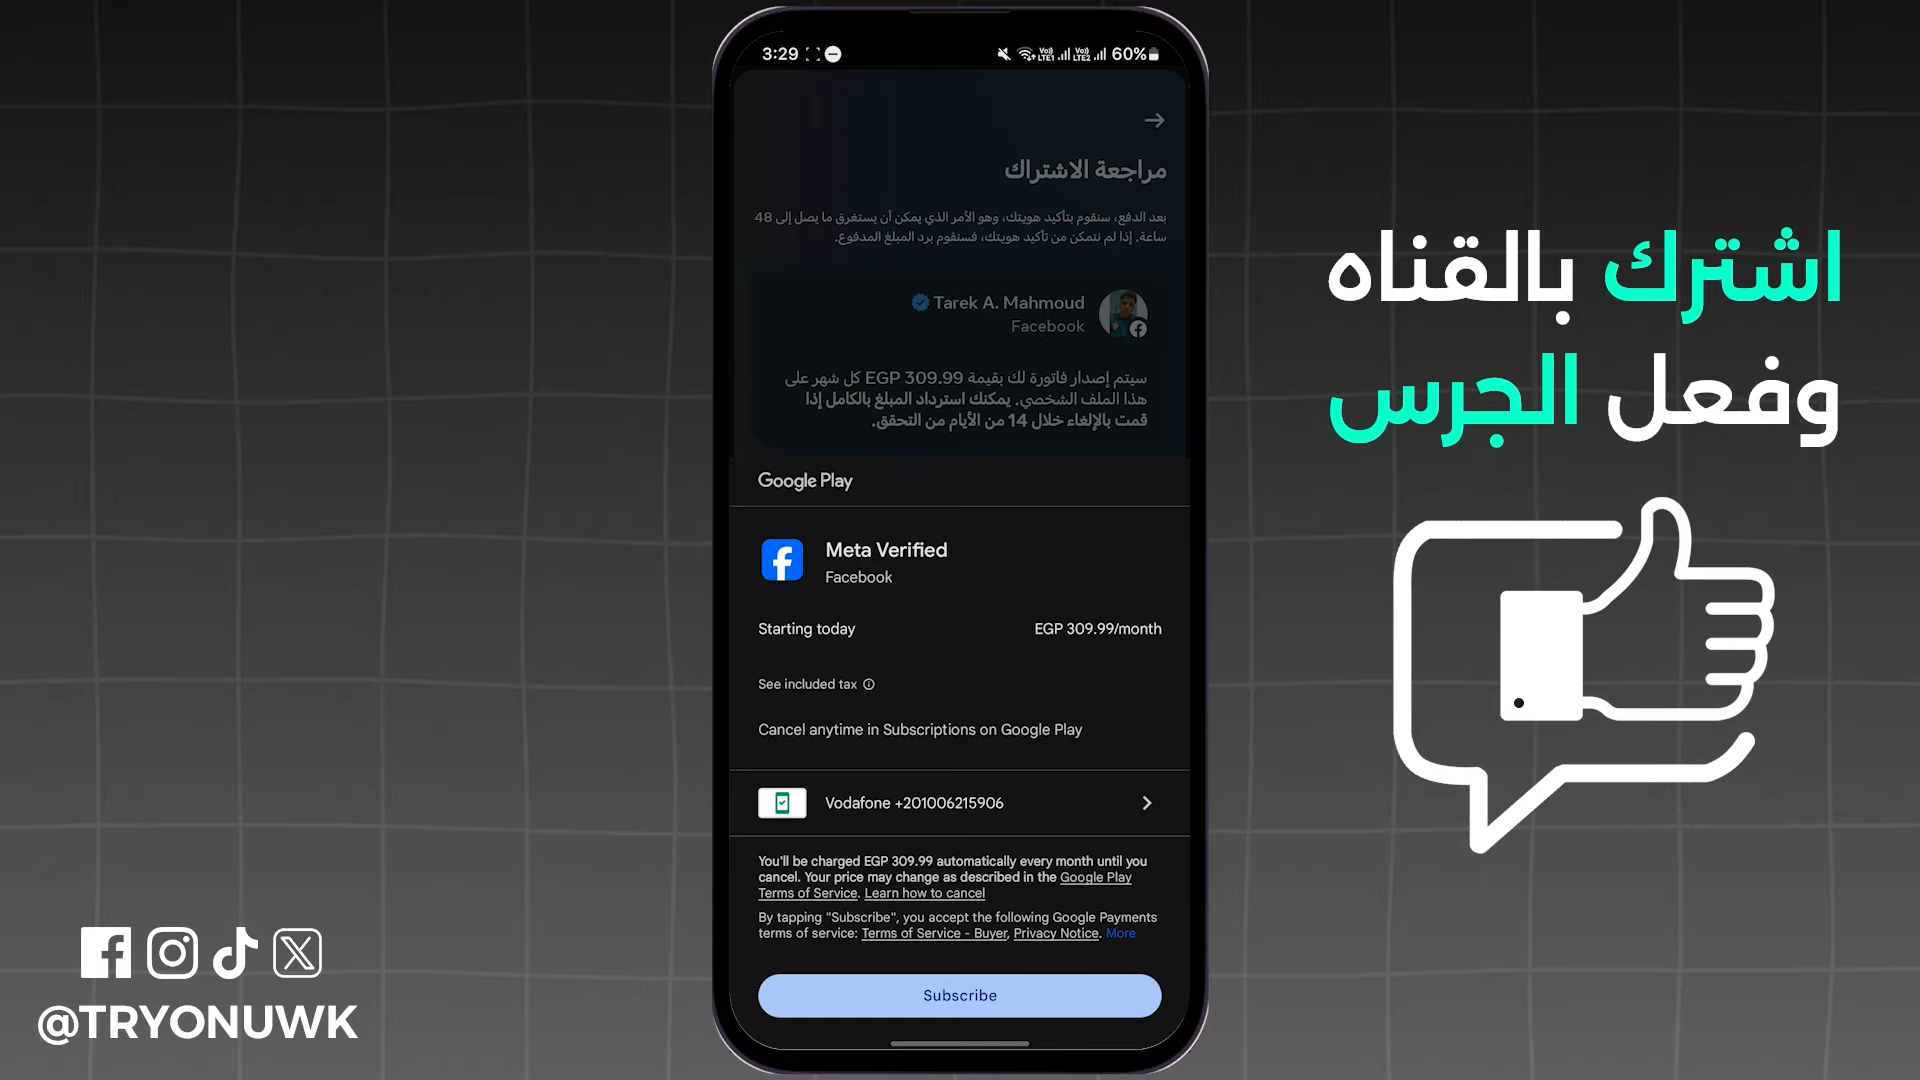 3:29
Vo) LTE1 Vo) LTE2 60%
مراجعة الاشتراك
بعد الدفع، سنقوم بتأكيد هويتك، وهو الأمر الذي يمكن أن يستغرق ما يصل إلى 48
ساعة. إذا لم نتمكن من تأكيد هويتك، فسنقوم برد المبلغ المدفوع.
Tarek A. Mahmoud
Facebook
سيتم إصدار فاتورة لك بقيمة EGP 309.99 كل شهر على
هذا الملف الشخصي. يمكنك استرداد المبلغ بالكامل إذا
قمت بالإلغاء خلال 14 من الأيام من التحقق.
Google Play
Meta Verified
Facebook
Starting today EGP 309.99/month
See included tax
Cancel anytime in Subscriptions on Google Play
Vodafone +201006215906
You'll be charged EGP 309.99 automatically every month until you
cancel. Your price may change as described in the Google Play
Terms of Service. Learn how to cancel
By tapping "Subscribe", you accept the following Google Payments
terms of service: Terms of Service - Buyer, Privacy Notice. More
Subscribe
اشترك بالقناه
وفعل الجرس
@TRYONUWK